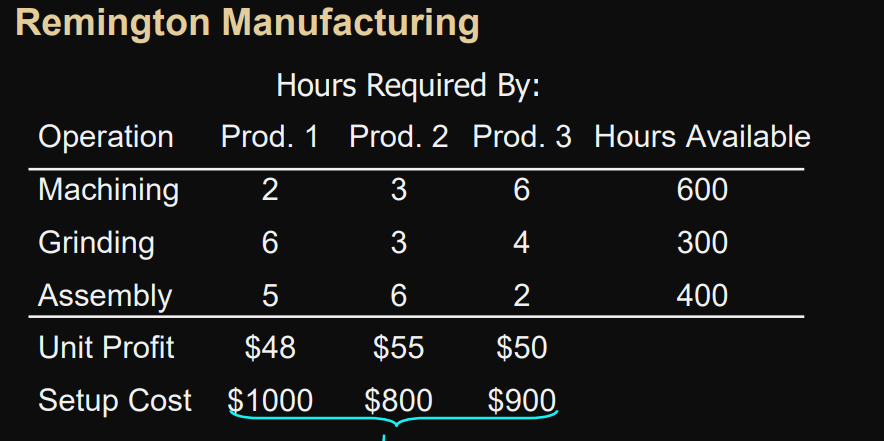 Remington Manufacturing
Hours Required By:
Operation Prod. 1 Prod. 2 Prod. 3 Hours Available
Machining 2 3 6 600
Grinding 6 3 4 300
Assembly 5 6 2 400
Unit Profit $48 $55 $50
Setup Cost $1000 $800 $900